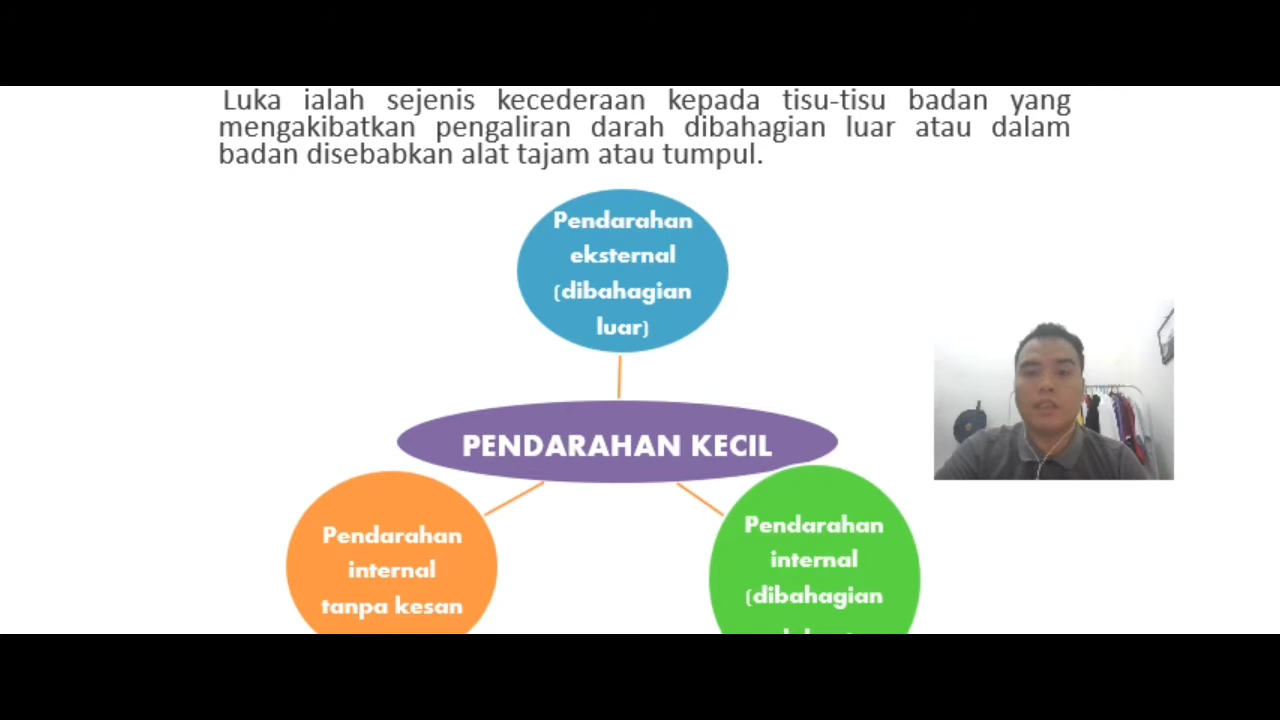 Luka ialah sejenis kecederaan kepada tisu-tisu badan yang
mengakibatkan pengaliran darah dibahagian luar atau dalam
badan disebabkan alat tajam atau tumpul.
Pendarahan
eksternal
(dibahagian
luar)
PENDARAHAN KECIL
Pendarahan
internal
tanpa kesan
Pendarahan
internal
(dibahagian